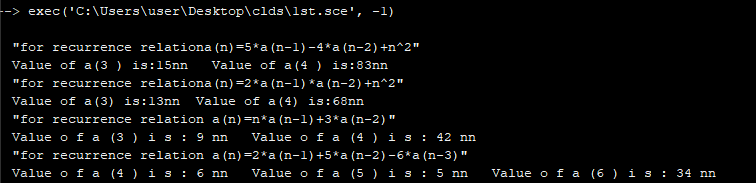 --> exec('C:\Users\user\Desktop\clds\1st.sce', -1)
"for recurrence relationa(n)=5*a(n-1)-4*a(n-2)+n^2"
Value of a(3 ) is:15nn   Value of a(4 ) is:83nn
"for recurrence relationa(n)=2*a(n-1)*a(n-2)+n^2"
Value of a(3) is:13nn  Value of a(4) is:68nn
"for recurrence relation a(n)=n*a(n-1)+3*a(n-2)"
Value o f a (3 ) i s : 9 nn   Value o f a (4 ) i s : 42 nn
"for recurrence relation a(n)=2*a(n-1)+5*a(n-2)-6*a(n-3)"
Value o f a (4 ) i s : 6 nn   Value o f a (5 ) i s : 5 nn   Value o f a (6 ) i s : 34 nn